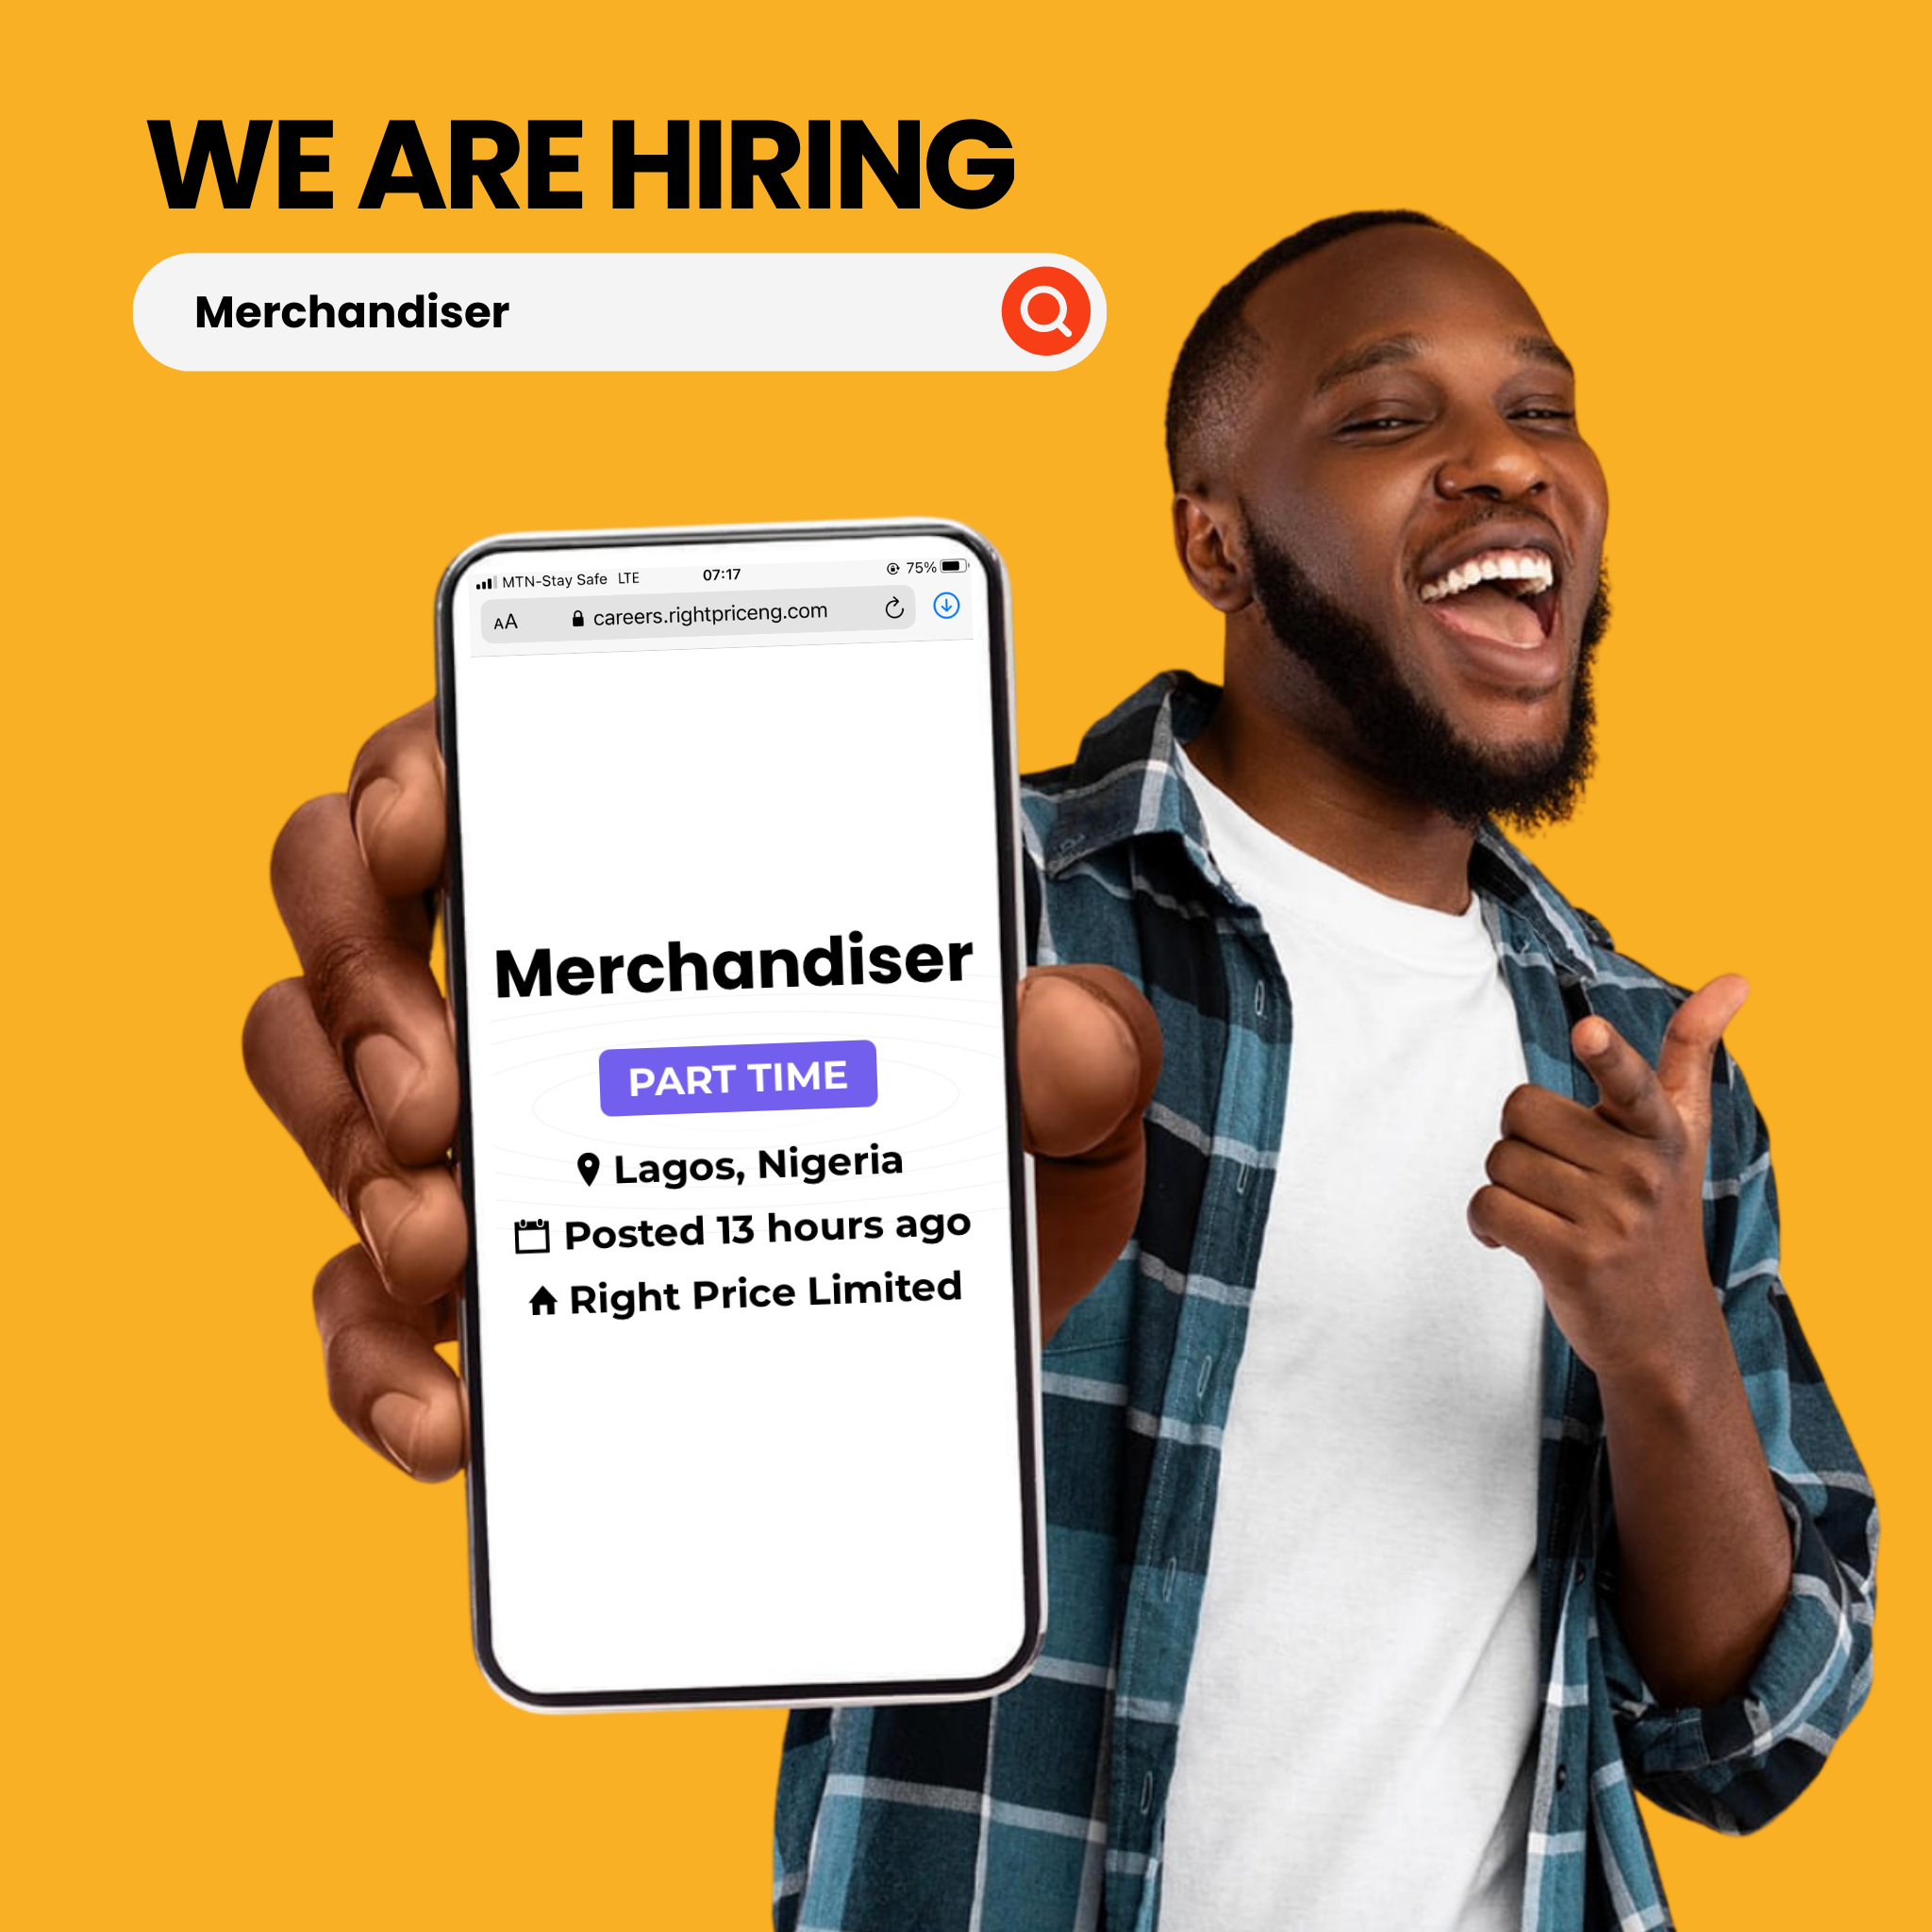 WE ARE HIRING
Merchandiser
MTN-Stay Safe LTE 07:17 75%
AA careers.rightpriceng.com
Merchandiser
PART TIME
Lagos, Nigeria
Posted 13 hours ago
Right Price Limited